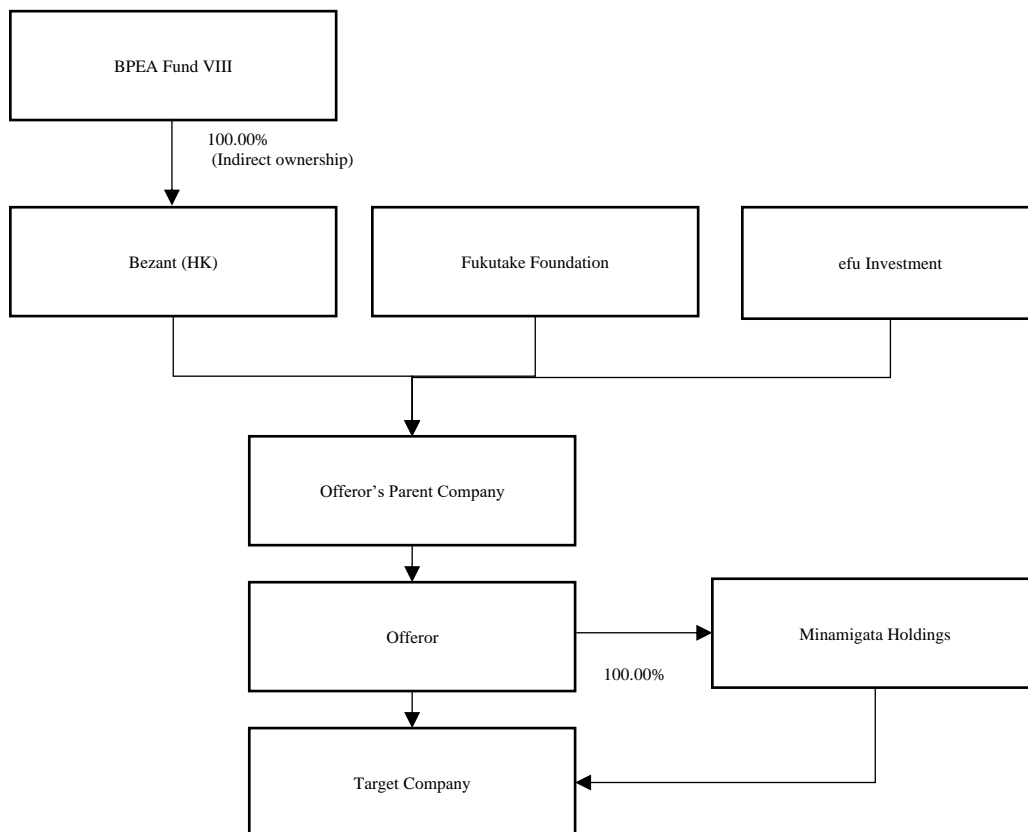 BPEA Fund VIII
100.00%
(Indirect ownership)
Bezant (HK)
Fukutake Foundation
efu Investment
Offeror’s Parent Company
Offeror
Minamigata Holdings
100.00%
Target Company